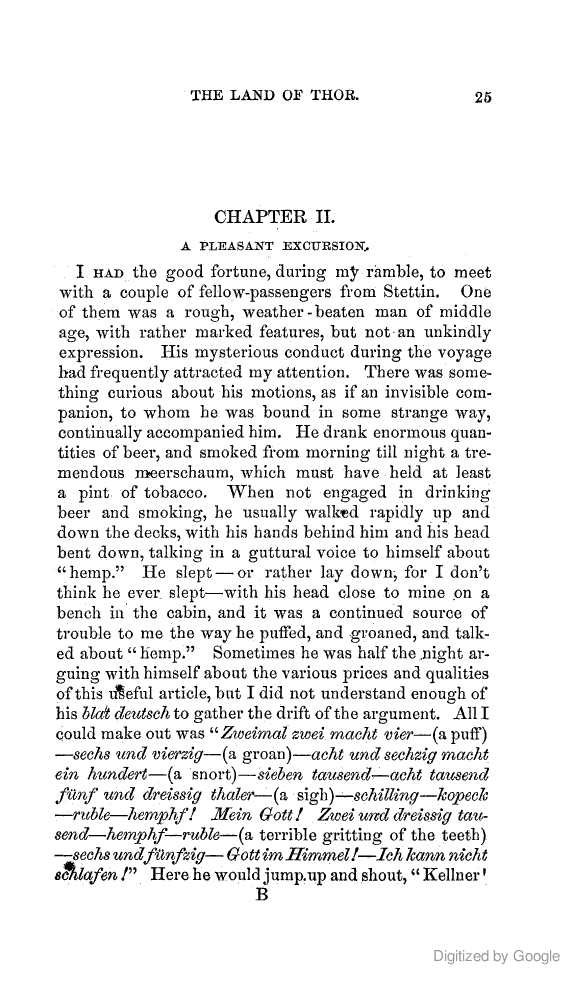 THE LAND OF THOR. 25
CHAPTER II.
A PLEASANT EXCURSION.
I HAD the good fortune, during my ramble, to meet
with a couple of fellow-passengers from Stettin. One
of them was a rough, weather-beaten man of middle
age, with rather marked features, but not an unkindly
expression. His mysterious conduct during the voyage
had frequently attracted my attention. There was some-
thing curious about his motions, as if an invisible com-
panion, to whom he was bound in some strange way,
continually accompanied him. He drank enormous quan-
tities of beer, and smoked from morning till night a tre-
mendous meerschaum, which must have held at least
a pint of tobacco. When not engaged in drinking
beer and smoking, he usually walked rapidly up and
down the decks, with his hands behind him and his head
bent down, talking in a guttural voice to himself about
"hemp." He slept—or rather lay down, for I don't
think he ever slept—with his head close to mine on a
bench in the cabin, and it was a continued source of
trouble to me the way he puffed, and groaned, and talk-
ed about "hemp." Sometimes he was half the night ar-
guing with himself about the various prices and qualities
of this useful article, but I did not understand enough of
his blat deutsch to gather the drift of the argument. All I
could make out was "Zweimal zwei macht vier—(a puff)
—sechs und vierzig—(a groan)—acht und sechzig macht
ein hundert—(a snort)—sieben tausend—acht tausend
fünf und dreissig thaler—(a sigh)—schilling—kopeck
—ruble—hemphf! Mein Gott! Zwei und dreissig tau-
send—hemphf—ruble—(a terrible gritting of the teeth)
—sechs und fünfzig—Gott im Himmel!—Ich kann nicht
schlafen!" Here he would jump up and shout, "Kellner!
B
Digitized by Google